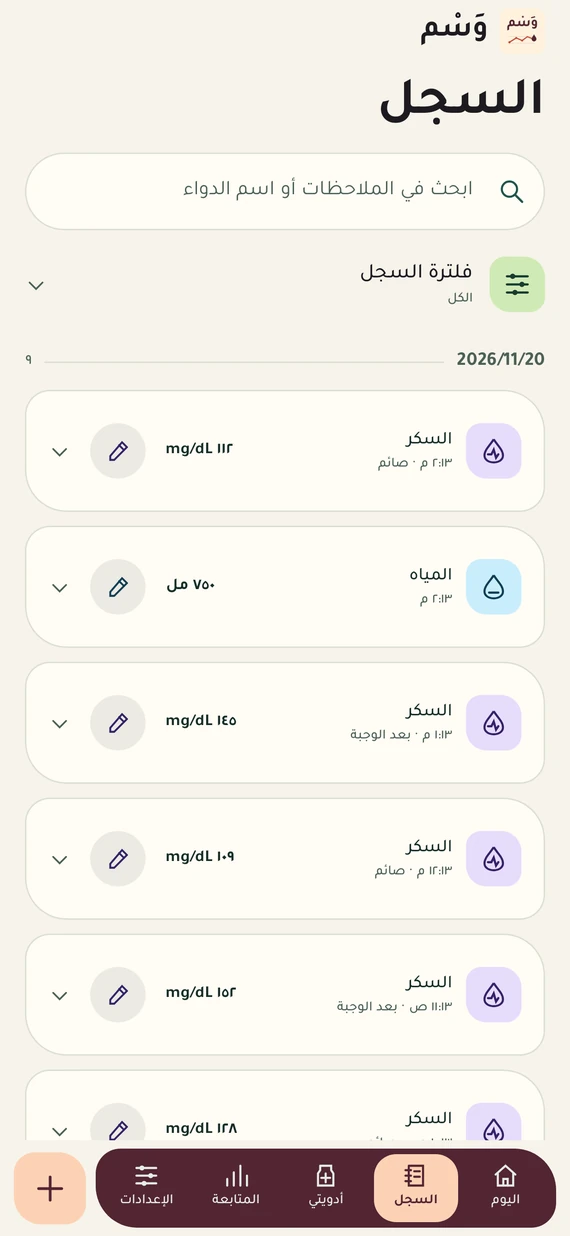 وَسْم
وَسْم
السجل
ابحث في الملاحظات أو اسم الدواء
فلترة السجل
الكل
2026/11/20
٩
السكر
٢:١٣ م · صائم
١١٢ mg/dL
المياه
٢:١٣ م
٧٥٠ مل
السكر
١:١٣ م · بعد الوجبة
١٤٥ mg/dL
السكر
١٢:١٣ م · صائم
١٠٩ mg/dL
السكر
١١:١٣ ص · بعد الوجبة
١٥٢ mg/dL
السكر
١٢٨ mg/dL
اليوم
السجل
أدويتي
المتابعة
الإعدادات